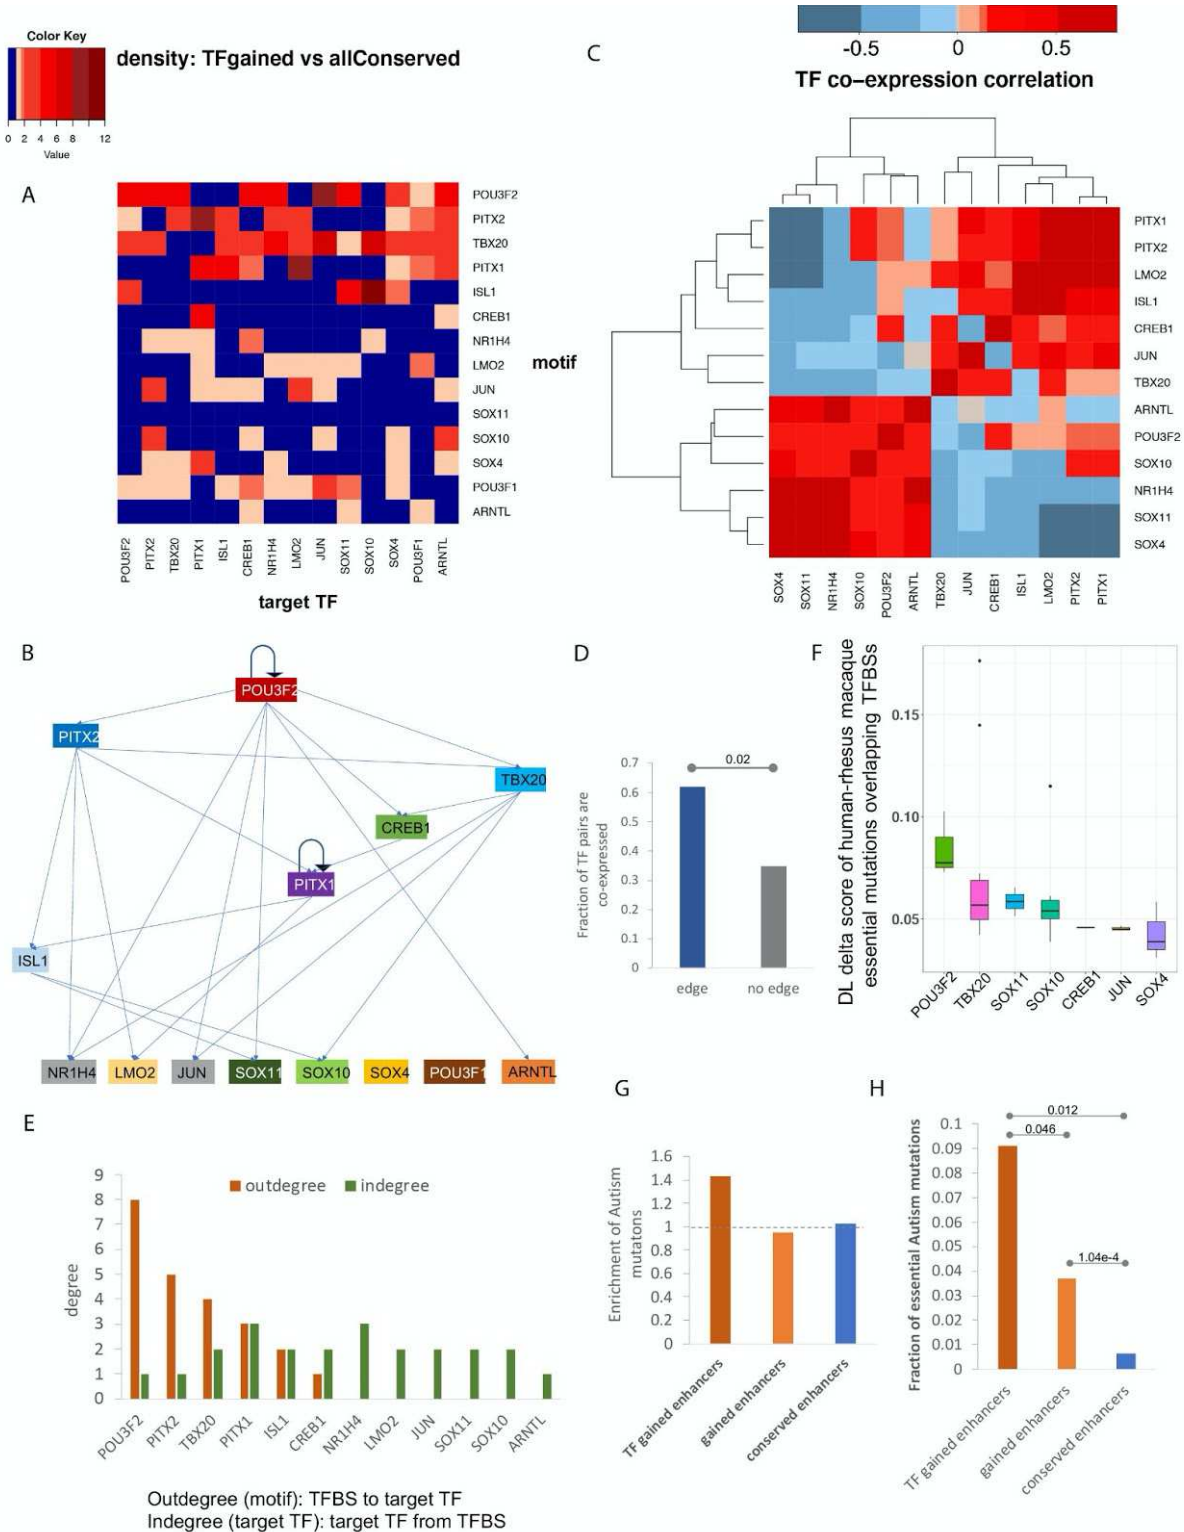 Color Key
density: TFgained vs allConserved
0 2 4 6 8 12
Value
A
POU3F2
PITX2
TBX20
PITX1
ISL1
CREB1
NR1H4
LMO2
JUN
SOX11
SOX10
SOX4
POU3F1
ARNTL
motif
POU3F2
PITX2
TBX20
PITX1
ISL1
CREB1
NR1H4
LMO2
JUN
SOX11
SOX10
SOX4
POU3F1
ARNTL
target TF
C
-0.5 0 0.5
TF co-expression correlation
PITX1
PITX2
LMO2
ISL1
CREB1
JUN
TBX20
ARNTL
POU3F2
SOX10
NR1H4
SOX11
SOX4
SOX4
SOX11
NR1H4
SOX10
POU3F2
ARNTL
TBX20
JUN
CREB1
ISL1
LMO2
PITX2
PITX1
B
POU3F2
PITX2
TBX20
CREB1
PITX1
ISL1
NR1H4
LMO2
JUN
SOX11
SOX10
SOX4
POU3F1
ARNTL
D
Fraction of TF pairs are
co-expressed
0.7
0.6
0.5
0.4
0.3
0.2
0.1
0
0.02
edge
no edge
F
DL delta score of human-rhesus macaque
essential mutations overlapping TFBSs
0.15
0.10
0.05
POU3F2
TBX20
SOX11
SOX10
CREB1
JUN
SOX4
E
degree
9
8
7
6
5
4
3
2
1
0
outdegree
indegree
POU3F2
PITX2
TBX20
PITX1
ISL1
CREB1
NR1H4
LMO2
JUN
SOX11
SOX10
ARNTL
Outdegree (motif): TFBS to target TF
Indegree (target TF): target TF from TFBS
G
Enrichment of Autism
mutatons
1.6
1.4
1.2
1
0.8
0.6
0.4
0.2
0
TF gained enhancers
gained enhancers
conserved enhancers
H
Fraction of essential Autism mutations
0.1
0.09
0.08
0.07
0.06
0.05
0.04
0.03
0.02
0.01
0
0.012
0.046
1.04e-4
TF gained enhancers
gained enhancers
conserved enhancers